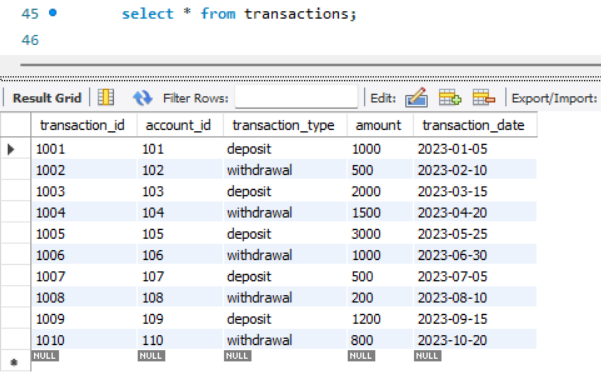 45 select * from transactions;
46
Result Grid Filter Rows: Edit: Export/Import:
transaction_id account_id transaction_type amount transaction_date
1001 101 deposit 1000 2023-01-05
1002 102 withdrawal 500 2023-02-10
1003 103 deposit 2000 2023-03-15
1004 104 withdrawal 1500 2023-04-20
1005 105 deposit 3000 2023-05-25
1006 106 withdrawal 1000 2023-06-30
1007 107 deposit 500 2023-07-05
1008 108 withdrawal 200 2023-08-10
1009 109 deposit 1200 2023-09-15
1010 110 withdrawal 800 2023-10-20
NULL NULL NULL NULL NULL